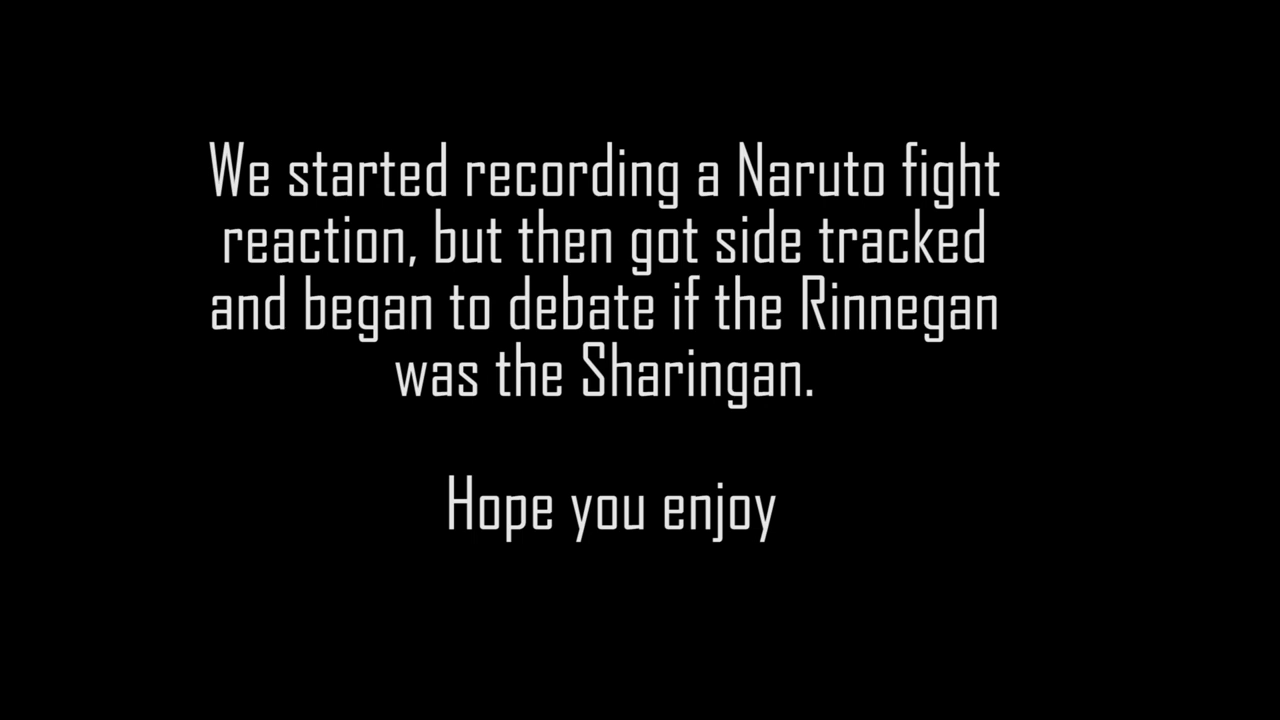 We started recording a Naruto fight
reaction, but then got side tracked
and began to debate if the Rinnegan
was the Sharingan.
Hope you enjoy